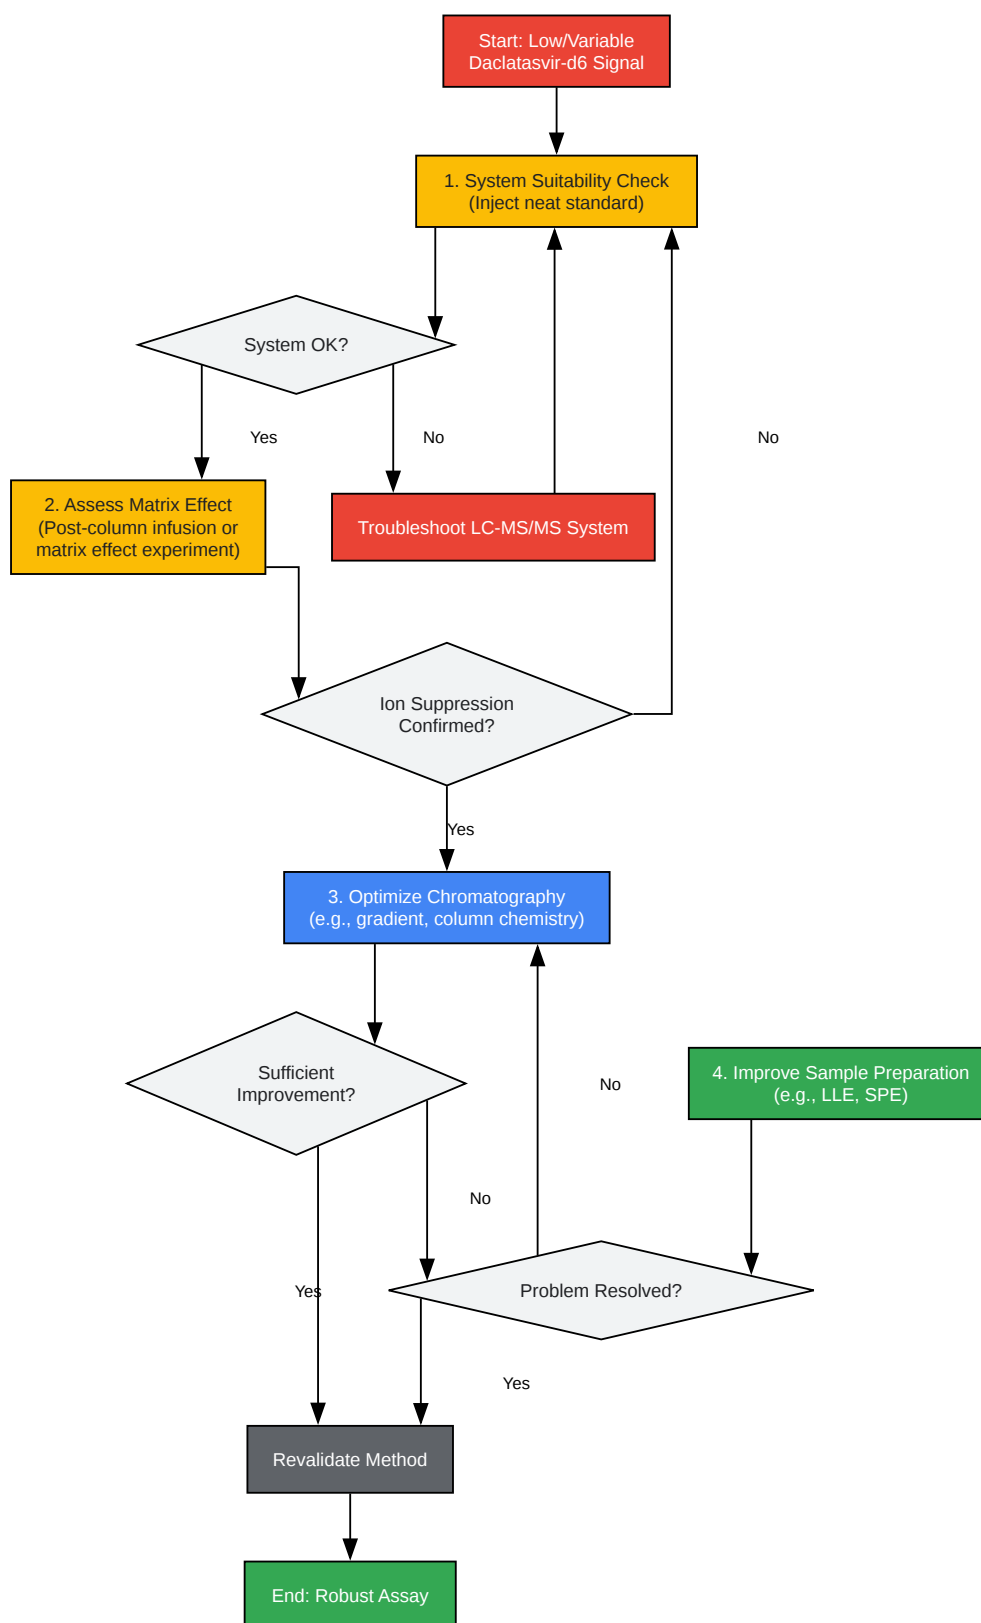 Start: Low/Variable
Daclatasvir-d6 Signal
1. System Suitability Check
(Inject neat standard)
System OK?
Yes
No
No
2. Assess Matrix Effect
(Post-column infusion or
matrix effect experiment)
Troubleshoot LC-MS/MS System
Ion Suppression
Confirmed?
Yes
3. Optimize Chromatography
(e.g., gradient, column chemistry)
Sufficient
Improvement?
No
4. Improve Sample Preparation
(e.g., LLE, SPE)
No
Yes
Problem Resolved?
Yes
Revalidate Method
End: Robust Assay